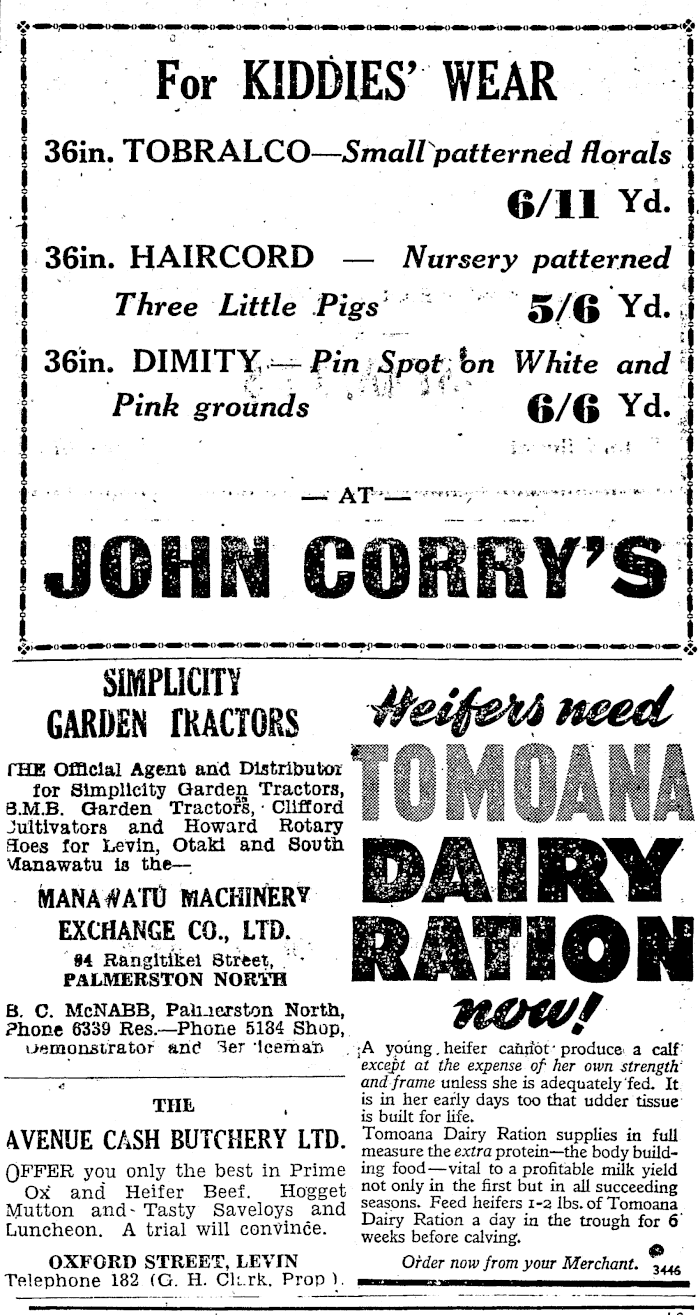 For KIDDIES' WEAR
36in. TOBRALCO—Small patterned florals
6/11 Yd.
36in. HAIRCORD — Nursery patterned
Three Little Pigs 5/6 Yd.
36in. DIMITY — Pin Spot on White and
Pink grounds 6/6 Yd.
— AT —
JOHN CORRY'S
SIMPLICITY
GARDEN TRACTORS
THE Official Agent and Distributor
for Simplicity Garden Tractors,
B.M.B. Garden Tractors, Clifford
Cultivators and Howard Rotary
Hoes for Levin, Otaki and South
Manawatu is the—
MANAWATU MACHINERY
EXCHANGE CO., LTD.
94 Rangitikei Street,
PALMERSTON NORTH
B. C. McNABB, Palmerston North,
Phone 6339 Res.—Phone 5184 Shop,
Demonstrator and Serviceman
THE
AVENUE CASH BUTCHERY LTD.
OFFER you only the best in Prime
Ox and Heifer Beef. Hogget
Mutton and Tasty Saveloys and
Luncheon. A trial will convince.
OXFORD STREET, LEVIN
Telephone 182 (G. H. Clark, Prop.).
Heifers need
TOMOANA
DAIRY
RATION
now!
A young heifer cannot produce a calf
except at the expense of her own strength
and frame unless she is adequately fed. It
is in her early days too that udder tissue
is built for life.
Tomoana Dairy Ration supplies in full
measure the extra protein—the body build-
ing food—vital to a profitable milk yield
not only in the first but in all succeeding
seasons. Feed heifers 1-2 lbs. of Tomoana
Dairy Ration a day in the trough for 6
weeks before calving.
Order now from your Merchant. 3446